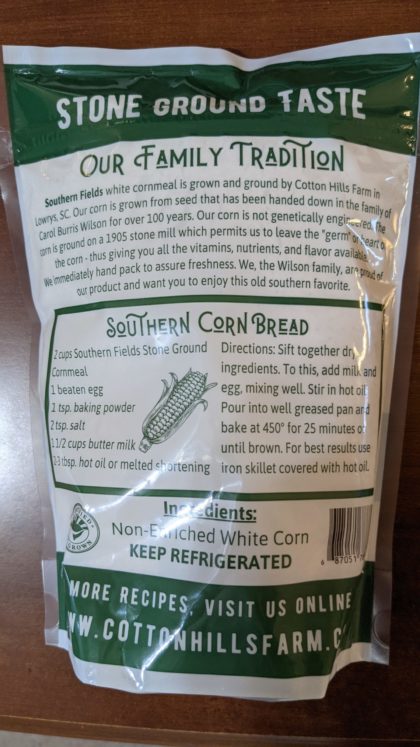 STONE GROUND TASTE
OUR FAMILY TRADITION
Southern Fields white cornmeal is grown and ground by Cotton Hills Farm in
Lowrys, SC. Our corn is grown from seed that has been handed down in the family of
Carol Burris Wilson for over 100 years. Our corn is not genetically engineered. The
corn is ground on a 1905 stone mill which permits us to leave the "germ" or heart of
the corn - thus giving you all the vitamins, nutrients, and flavor available.
We immediately hand pack to assure freshness. We, the Wilson family, are proud of
our product and want you to enjoy this old southern favorite.
SOUTHERN CORN BREAD
2 cups Southern Fields Stone Ground
Cornmeal
1 beaten egg
1 tsp. baking powder
2 tsp. salt
1 1/2 cups butter milk
1-3 tbsp. hot oil or melted shortening
Directions: Sift together dry
ingredients. To this, add milk and
egg, mixing well. Stir in hot oil.
Pour into well greased pan and
bake at 450° for 25 minutes or
until brown. For best results use
iron skillet covered with hot oil.
Ingredients:
Non-Enriched White Corn
KEEP REFRIGERATED
GROWN
6 87051
MORE RECIPES, VISIT US ONLINE
WW.COTTONHILLSFARM.C